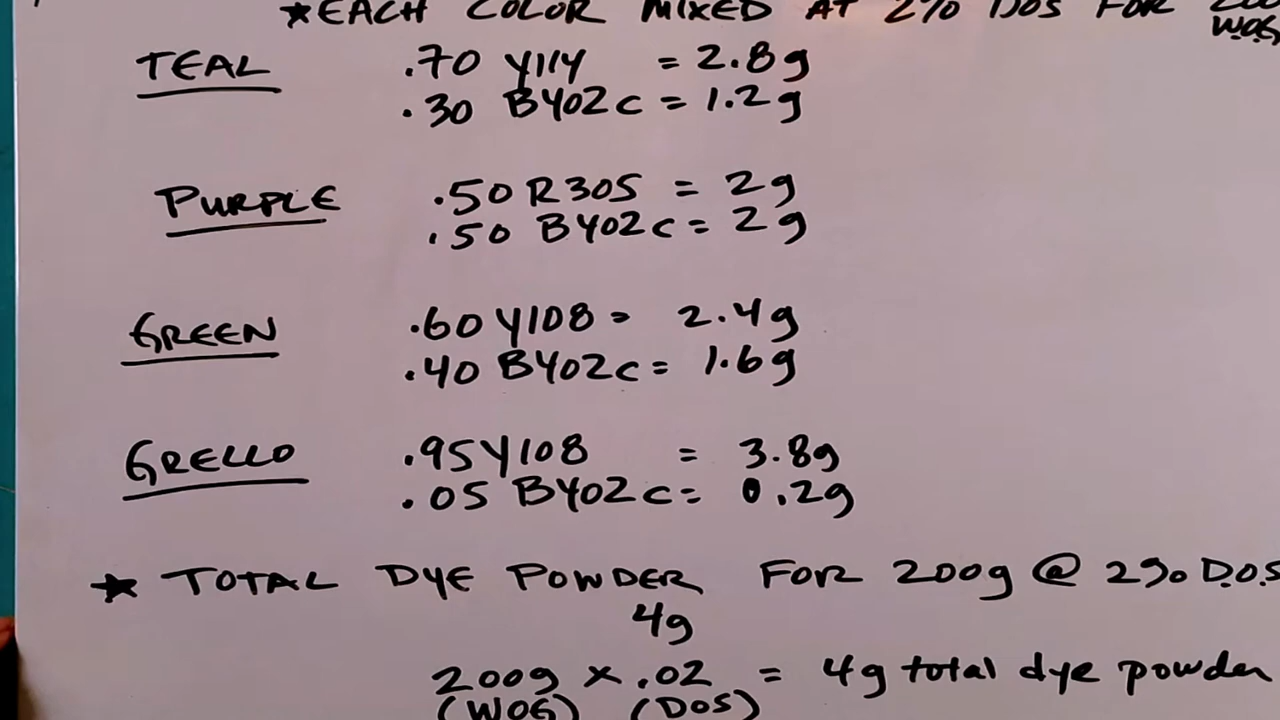 ★EACH COLOR MIXED AT 2% DOS FOR
WOG
TEAL .70 Y114 = 2.8g
.30 B402c = 1.2g
PURPLE .50 R305 = 2g
.50 B402c = 2g
GREEN .60 Y108 = 2.4g
.40 B402c = 1.6g
GRELLO .95 Y108 = 3.8g
.05 B402c = 0.2g
★ TOTAL DYE POWDER FOR 200g @ 2% D.O.S
4g
200g x .02 = 4g total dye powder
(WOG) (DOS)